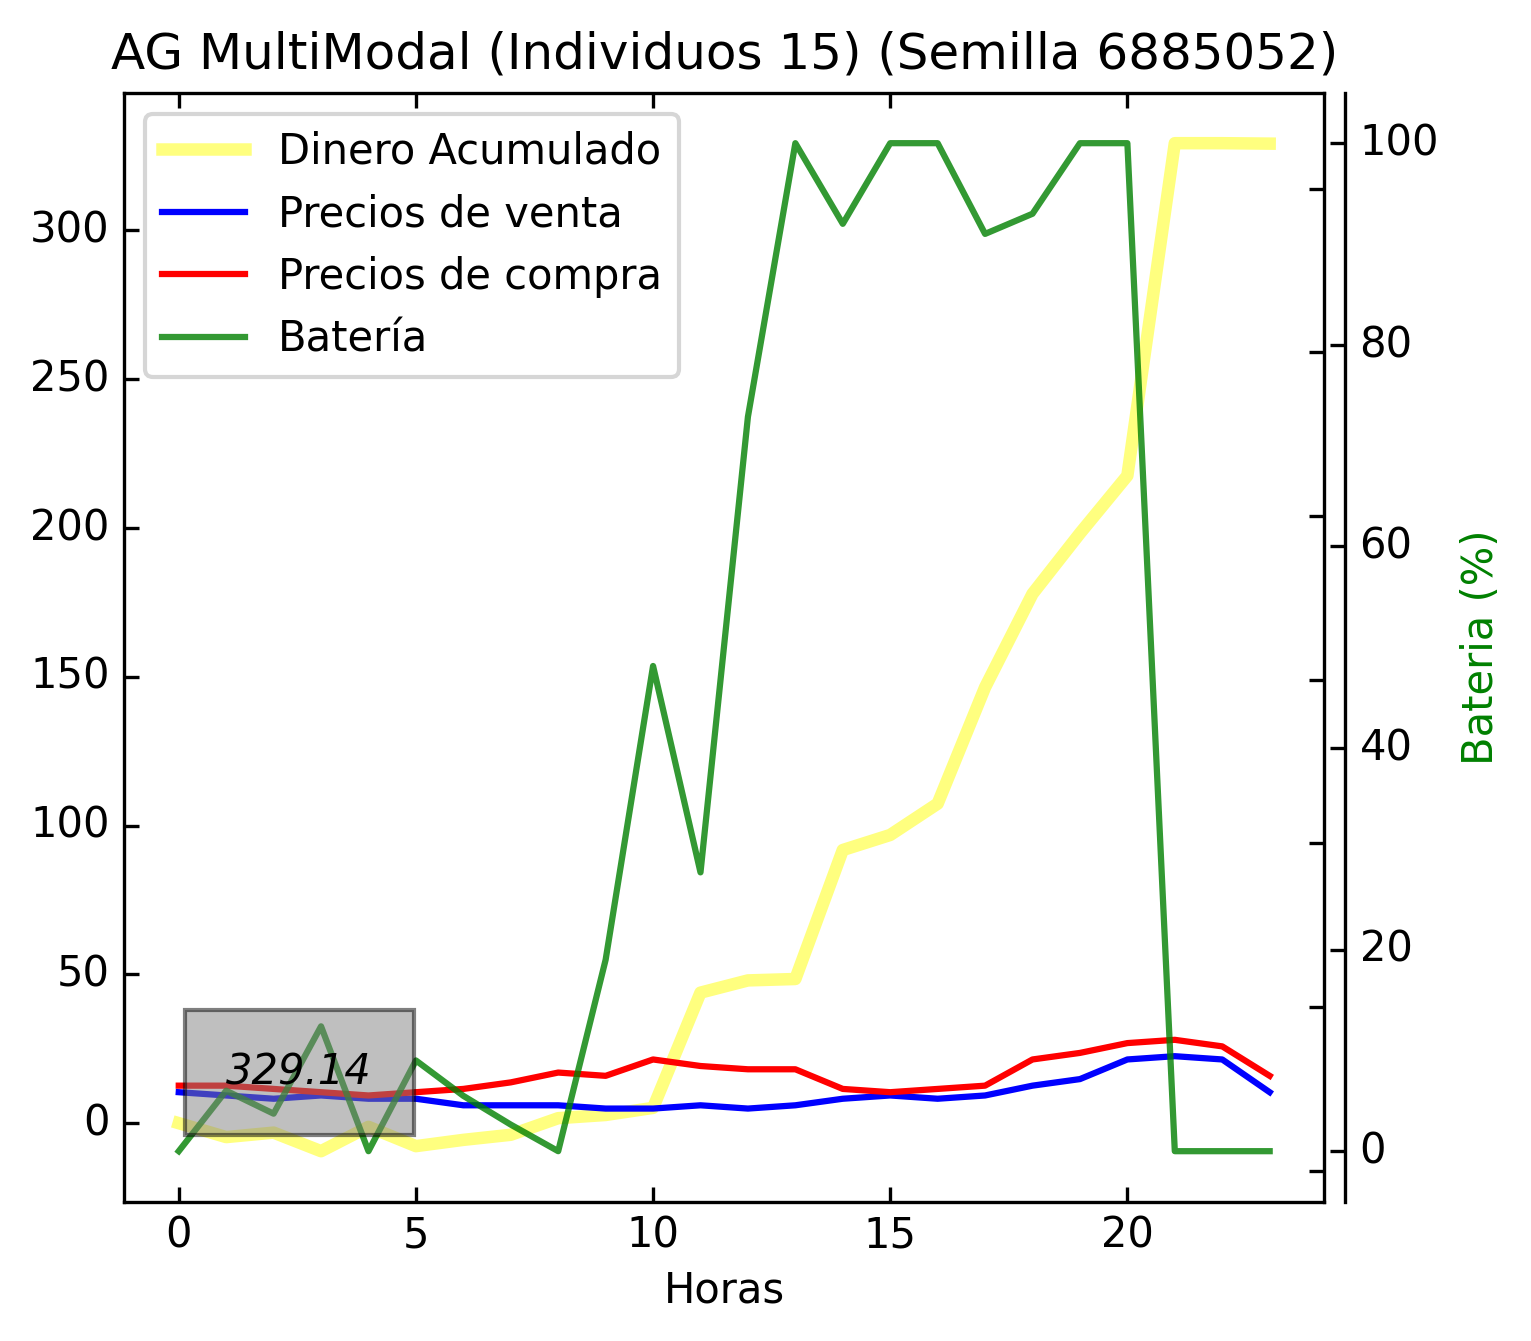 AG MultiModal (Individuos 15) (Semilla 6885052)
Dinero Acumulado
Precios de venta
Precios de compra
Batería
300
250
200
150
100
50
0
329.14
100
80
60
40
20
0
Bateria (%)
0 5 10 15 20
Horas